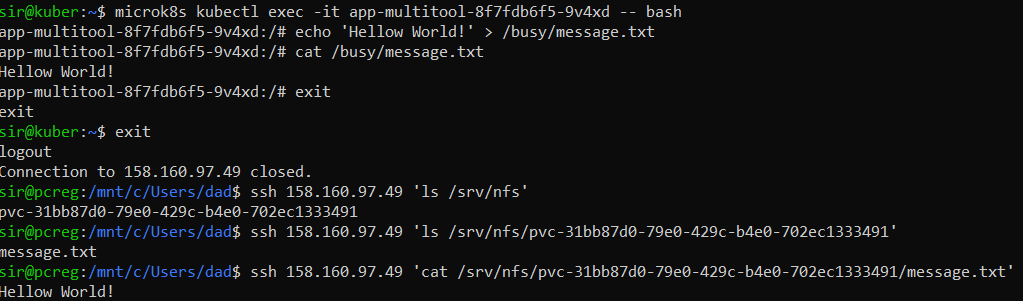 sir@kuber:~$ microk8s kubectl exec -it app-multitool-8f7fdb6f5-9v4xd -- bash
app-multitool-8f7fdb6f5-9v4xd:/# echo 'Hellow World!' > /busy/message.txt
app-multitool-8f7fdb6f5-9v4xd:/# cat /busy/message.txt
Hellow World!
app-multitool-8f7fdb6f5-9v4xd:/# exit
exit
sir@kuber:~$ exit
logout
Connection to 158.160.97.49 closed.
sir@pcreg:/mnt/c/Users/dad$ ssh 158.160.97.49 'ls /srv/nfs'
pvc-31bb87d0-79e0-429c-b4e0-702ec1333491
sir@pcreg:/mnt/c/Users/dad$ ssh 158.160.97.49 'ls /srv/nfs/pvc-31bb87d0-79e0-429c-b4e0-702ec1333491'
message.txt
sir@pcreg:/mnt/c/Users/dad$ ssh 158.160.97.49 'cat /srv/nfs/pvc-31bb87d0-79e0-429c-b4e0-702ec1333491/message.txt'
Hellow World!